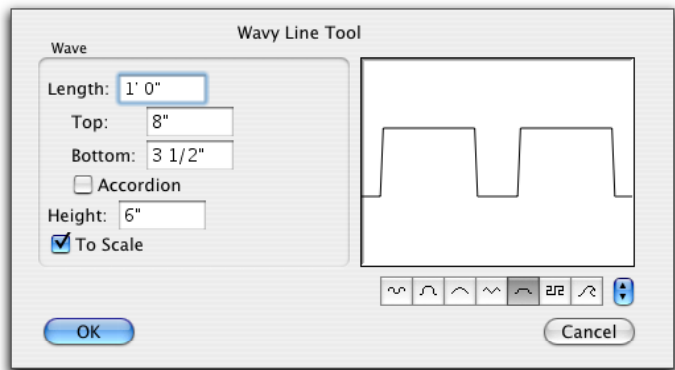 Wavy Line Tool
Wave
Length: 1' 0"
Top: 8"
Bottom: 3 1/2"
Accordion
Height: 6"
To Scale
OK
Cancel